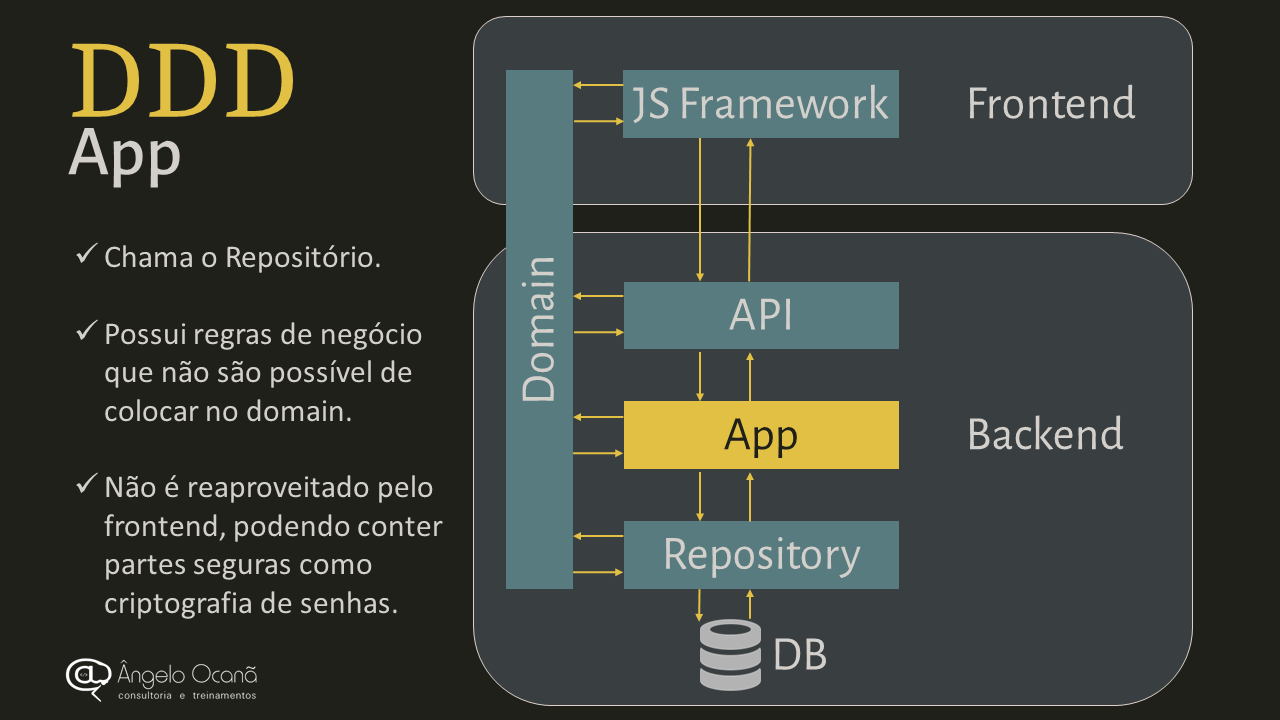 DDD
App
✓ Chama o Repositório.
✓ Possui regras de negócio
que não são possível de
colocar no domain.
✓ Não é reaproveitado pelo
frontend, podendo conter
partes seguras como
criptografia de senhas.
Ângelo Ocanã
consultoria e treinamentos
Domain
JS Framework
Frontend
API
App
Backend
Repository
DB